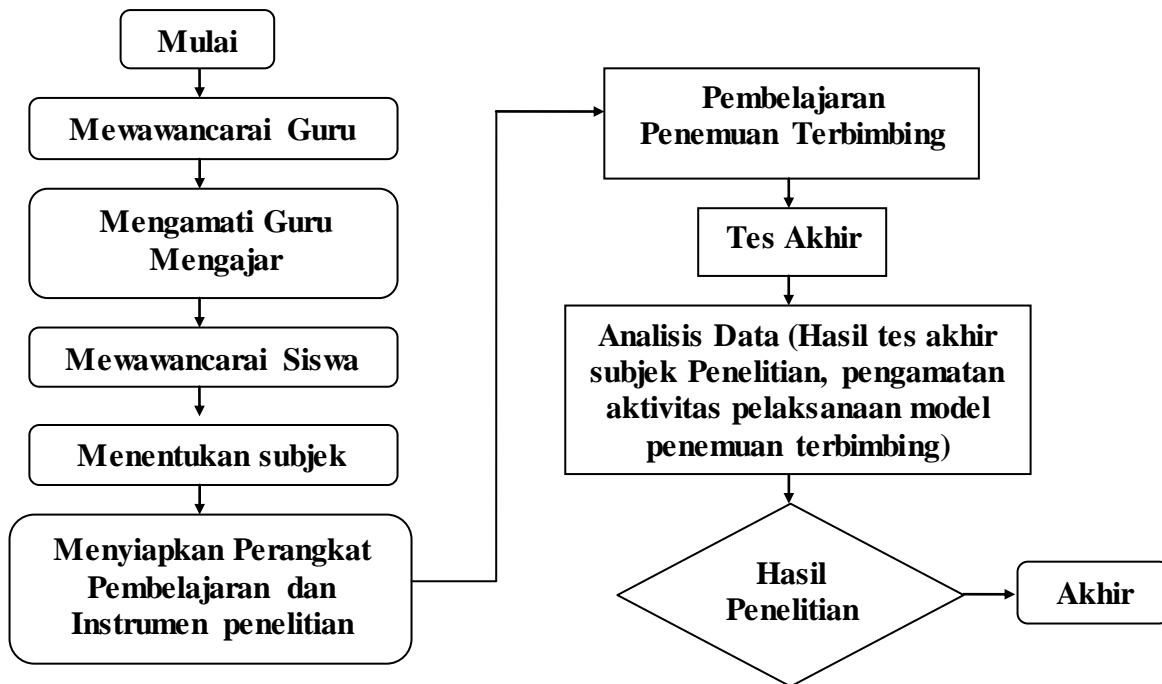 Mulai
Mewawancarai Guru
Mengamati Guru
Mengajar
Mewawancarai Siswa
Menentukan subjek
Menyiapkan Perangkat
Pembelajaran dan
Instrumen penelitian
Pembelajaran
Penemuan Terbimbing
Tes Akhir
Analisis Data (Hasil tes akhir
subjek Penelitian, pengamatan
aktivitas pelaksanaan model
penemuan terbimbing)
Hasil
Penelitian
Akhir